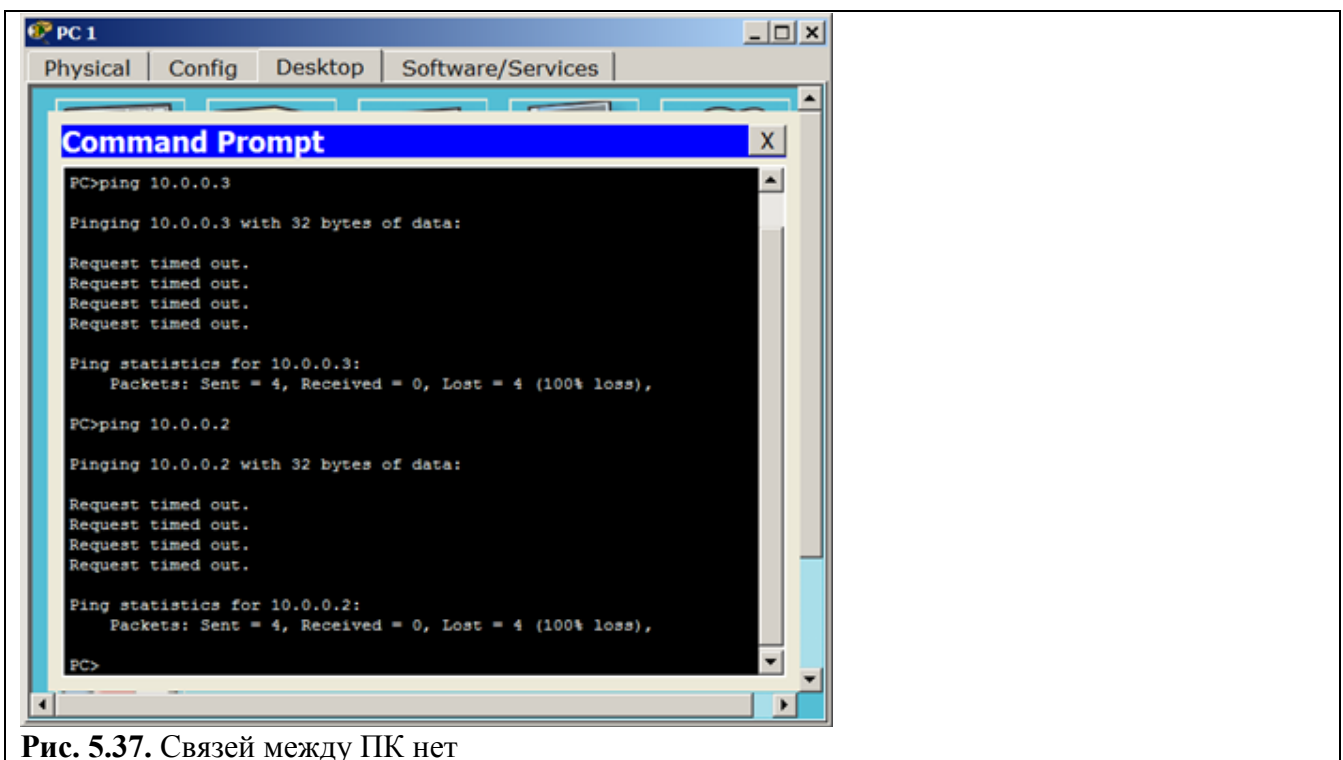 PC 1
Physical Config Desktop Software/Services
Command Prompt X
PC>ping 10.0.0.3
Pinging 10.0.0.3 with 32 bytes of data:
Request timed out.
Request timed out.
Request timed out.
Request timed out.
Ping statistics for 10.0.0.3:
Packets: Sent = 4, Received = 0, Lost = 4 (100% loss),
PC>ping 10.0.0.2
Pinging 10.0.0.2 with 32 bytes of data:
Request timed out.
Request timed out.
Request timed out.
Request timed out.
Ping statistics for 10.0.0.2:
Packets: Sent = 4, Received = 0, Lost = 4 (100% loss),
PC>
Рис. 5.37. Связей между ПК нет